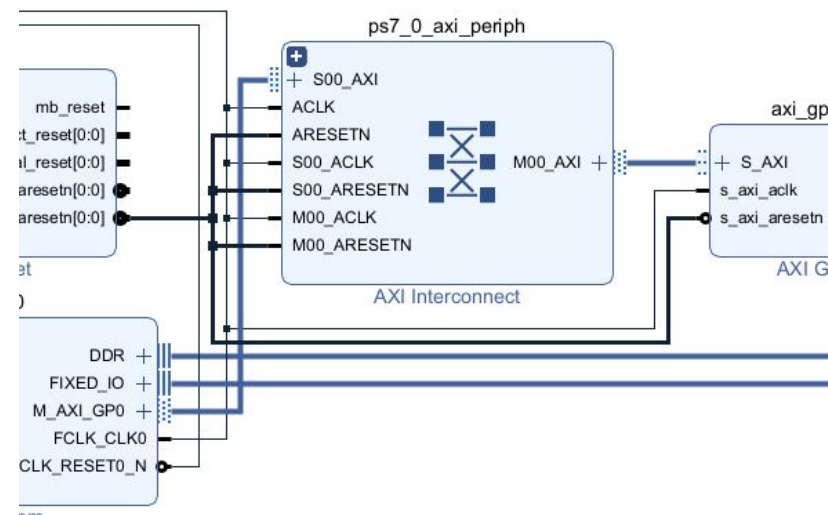 ps7_0_axi_periph
S00_AXI
ACLK
ARESETN
S00_ACLK
S00_ARESETN
M00_ACLK
M00_ARESETN
M00_AXI
AXI Interconnect
mb_reset
ct_reset[0:0]
al_reset[0:0]
aresetn[0:0]
aresetn[0:0]
et
DDR
FIXED_IO
M_AXI_GP0
FCLK_CLK0
CLK_RESET0_N
axi_gp
S_AXI
s_axi_aclk
s_axi_aresetn
AXI G